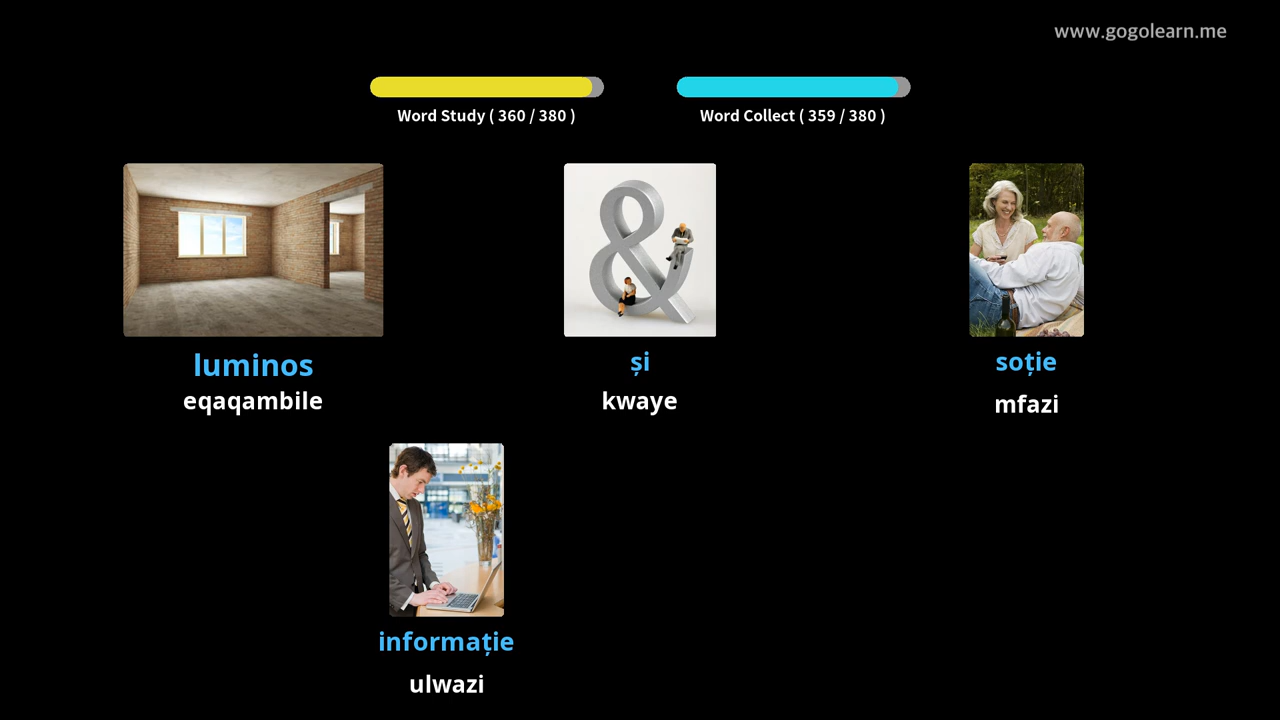 www.gogolearn.me
Word Study ( 360 / 380 )
Word Collect ( 359 / 380 )
luminos
eqaqambile
și
kwaye
soție
mfazi
informație
ulwazi